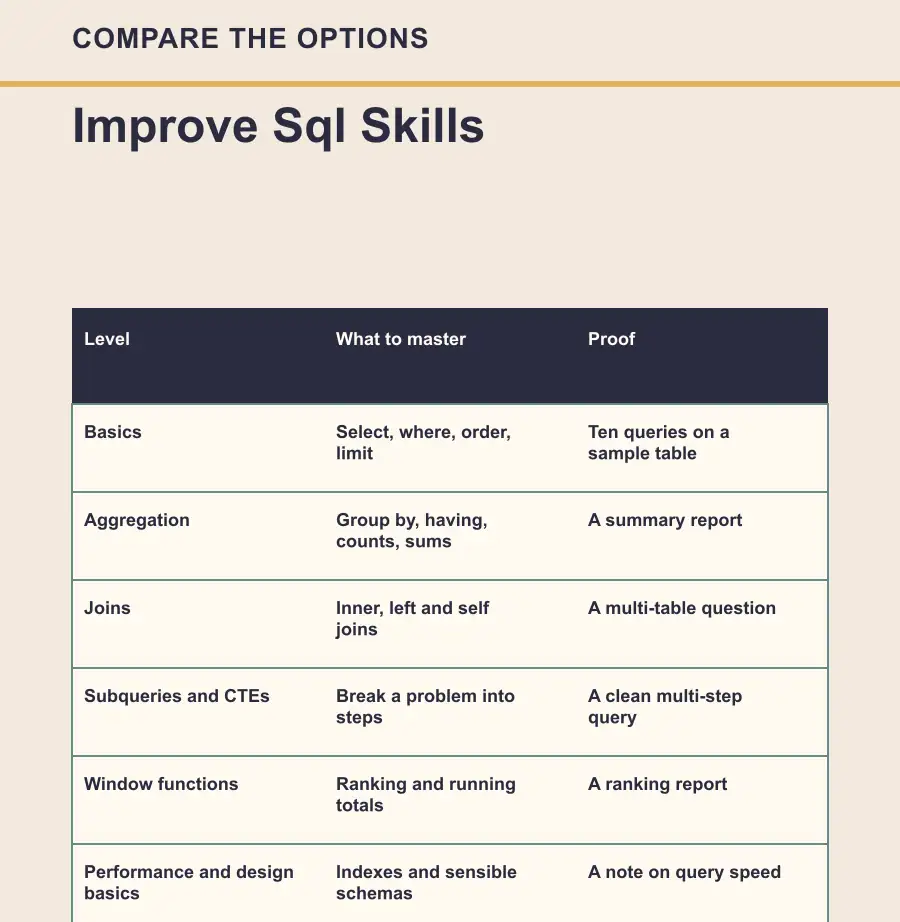 COMPARE THE OPTIONS
Improve Sql Skills
Level What to master Proof
Basics Select, where, order, Ten queries on a
limit sample table
Aggregation Group by, having, A summary report
counts, sums
Joins Inner, left and self A multi-table question
joins
Subqueries and CTEs Break a problem into A clean multi-step
steps query
Window functions Ranking and running A ranking report
totals
Performance and design Indexes and sensible A note on query speed
basics schemas